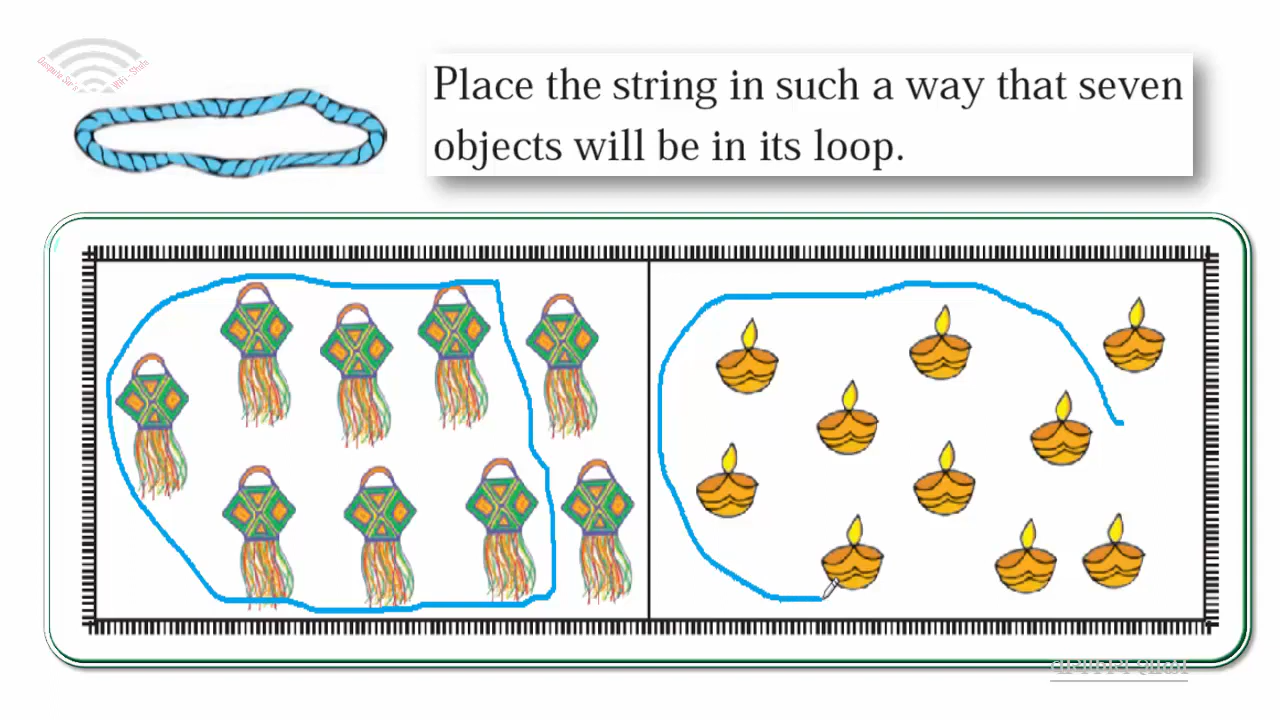 Place the string in such a way that seven
objects will be in its loop.